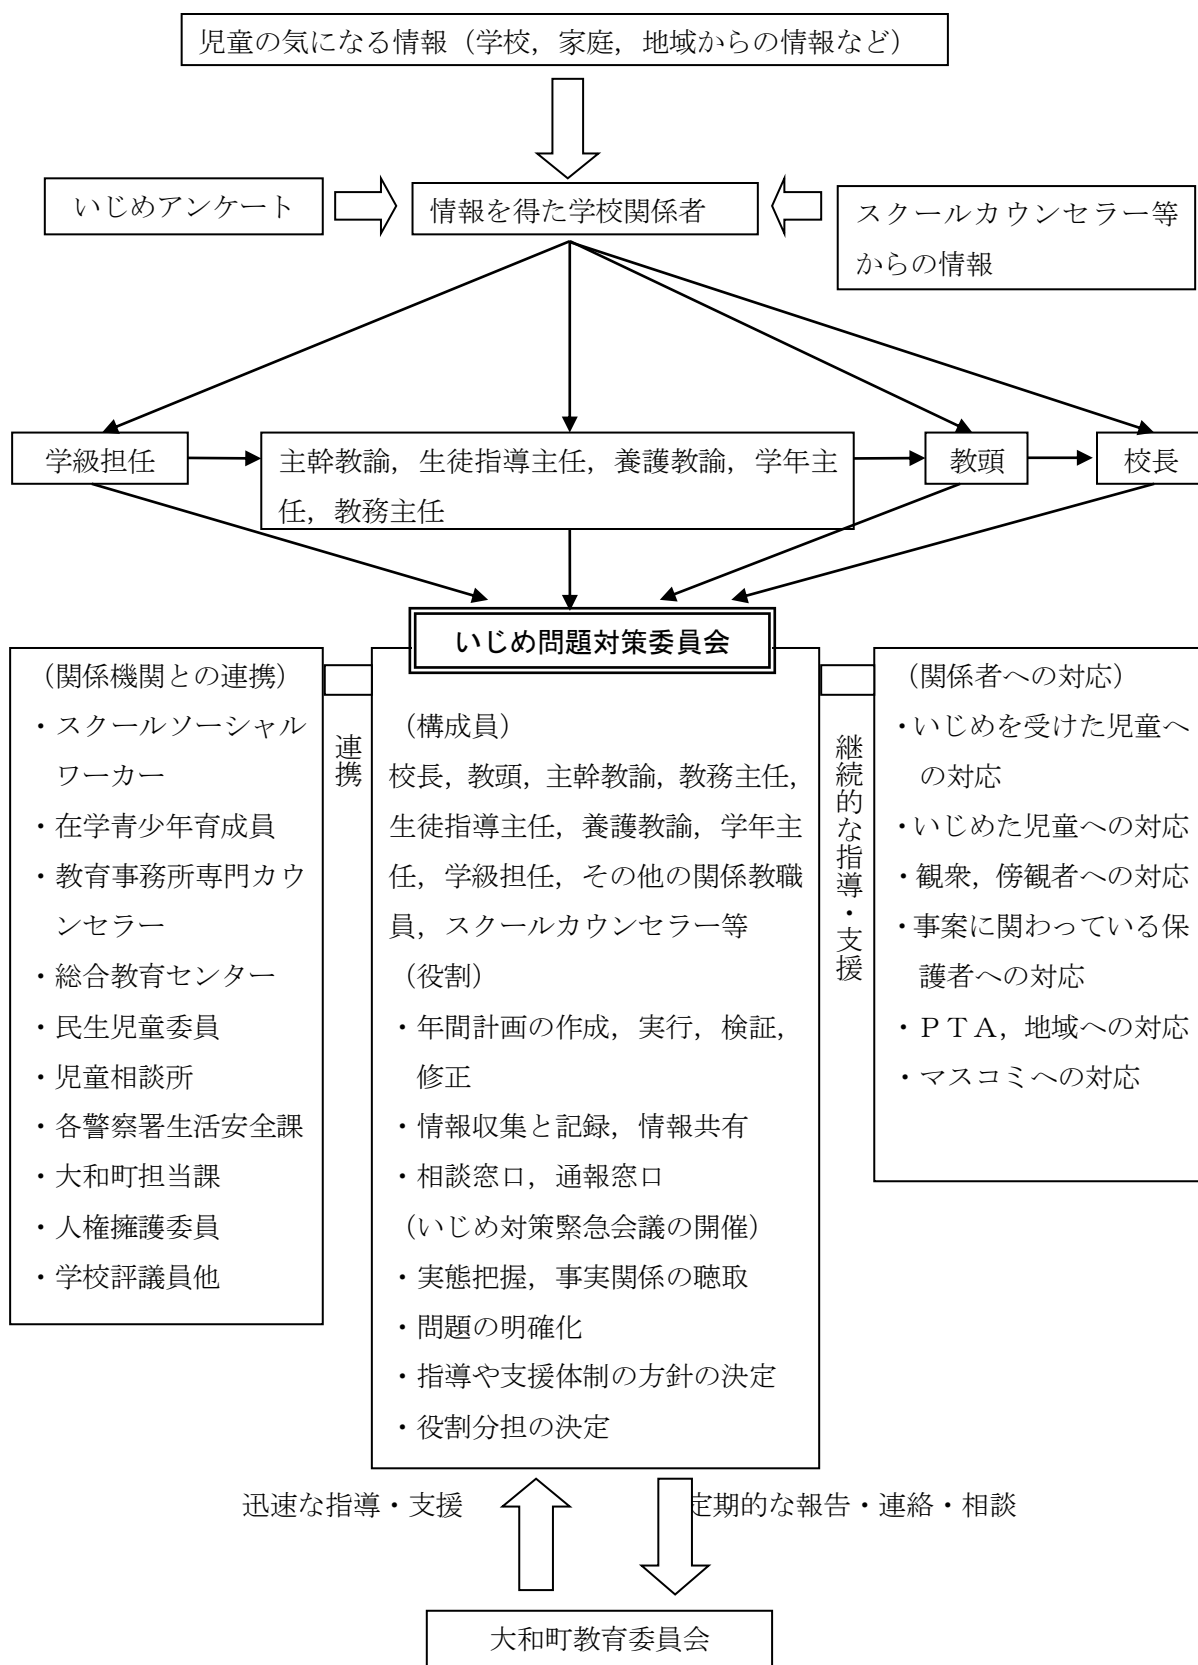 児童の気になる情報（学校，家庭，地域からの情報など）
いじめアンケート
情報を得た学校関係者
スクールカウンセラー等
からの情報
学級担任
主幹教諭，生徒指導主任，養護教諭，学年主
任，教務主任
教頭
校長
いじめ問題対策委員会
（関係機関との連携）
・スクールソーシャル
ワーカー
・在学青少年育成員
・教育事務所専門カウ
ンセラー
・総合教育センター
・民生児童委員
・児童相談所
・各警察署生活安全課
・大和町担当課
・人権擁護委員
・学校評議員他
連携
（構成員）
校長，教頭，主幹教諭，教務主任，
生徒指導主任，養護教諭，学年主
任，学級担任，その他の関係教職
員，スクールカウンセラー等
（役割）
・年間計画の作成，実行，検証，
修正
・情報収集と記録，情報共有
・相談窓口，通報窓口
（いじめ対策緊急会議の開催）
・実態把握，事実関係の聴取
・問題の明確化
・指導や支援体制の方針の決定
・役割分担の決定
継続的な指導・支援
（関係者への対応）
・いじめを受けた児童へ
の対応
・いじめた児童への対応
・観衆，傍観者への対応
・事案に関わっている保
護者への対応
・ＰＴＡ，地域への対応
・マスコミへの対応
迅速な指導・支援
定期的な報告・連絡・相談
大和町教育委員会